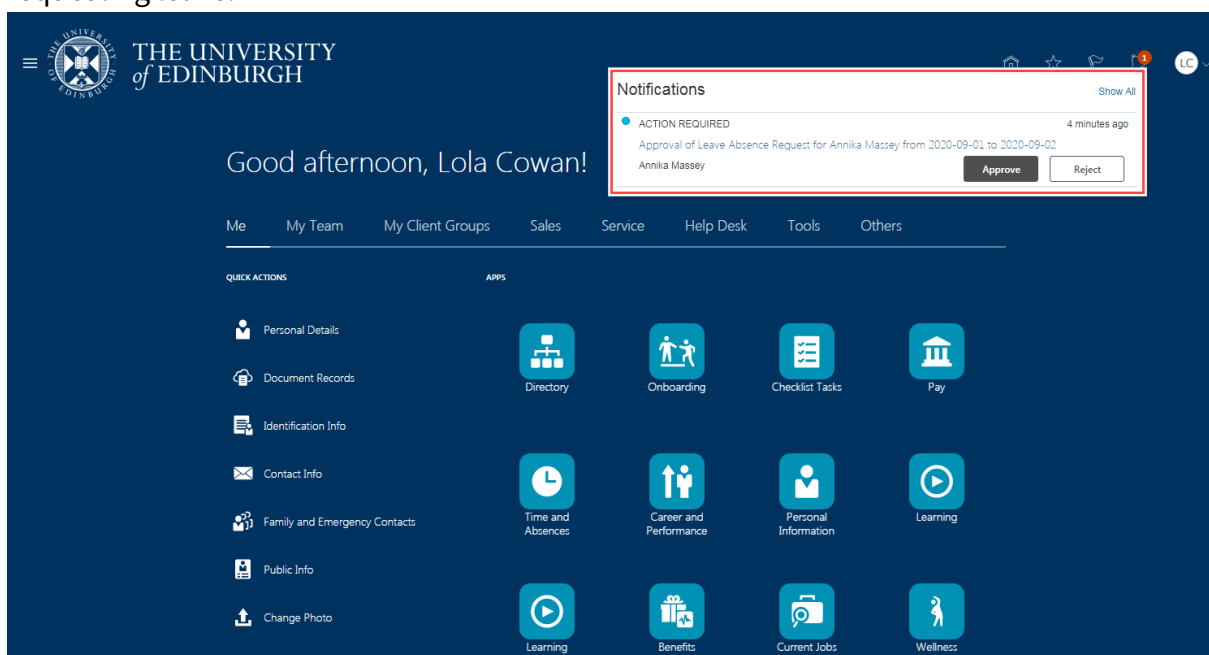 THE UNIVERSITY
of EDINBURGH
1
LC
Notifications
Show All
ACTION REQUIRED
4 minutes ago
Approval of Leave Absence Request for Annika Massey from 2020-09-01 to 2020-09-02
Annika Massey
Approve
Reject
Good afternoon, Lola Cowan!
Me My Team My Client Groups Sales Service Help Desk Tools Others
QUICK ACTIONS
APPS
Personal Details
Document Records
Identification Info
Contact Info
Family and Emergency Contacts
Public Info
Change Photo
Directory Onboarding Checklist Tasks Pay
Time and Career and Personal Learning
Absences Performance Information
Learning Benefits Current Jobs Wellness